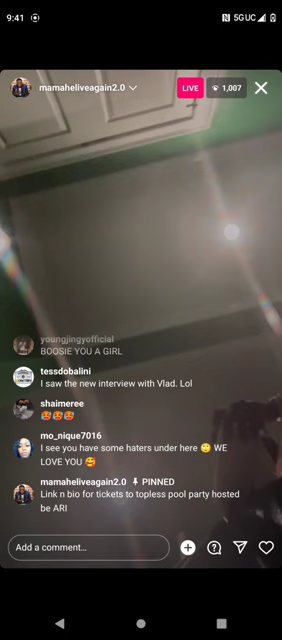 9:41
5GUC
mamaheliveagain2.0
LIVE
1,007
youngjingyofficial
BOOSIE YOU A GIRL
tessdobalini
I saw the new interview with Vlad. Lol
shaimeree
🥵🥵🥵
mo_nique7016
I see you have some haters under here 🙄 WE
LOVE YOU 🥰
mamaheliveagain2.0 PINNED
Link n bio for tickets to topless pool party hosted
be ARI
Add a comment...